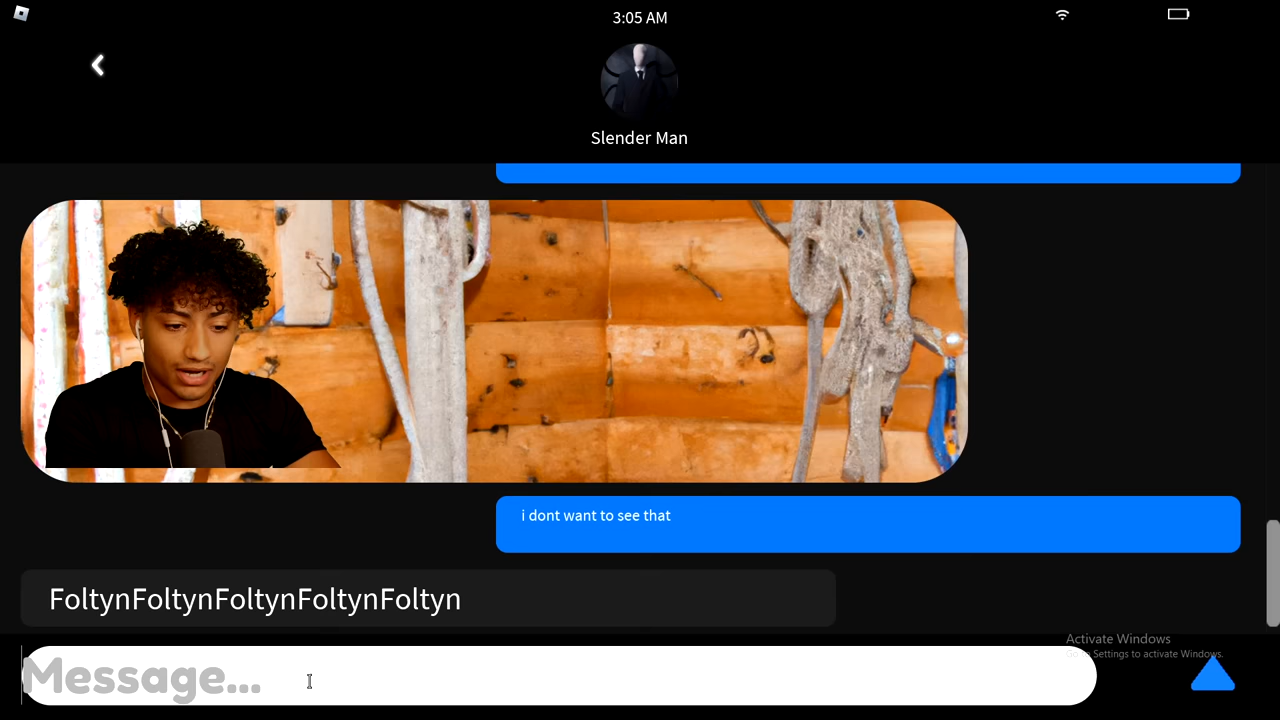 3:05 AM
Slender Man
i dont want to see that
FoltynFoltynFoltynFoltynFoltyn
Activate Windows
Go to Settings to activate Windows.
Message...